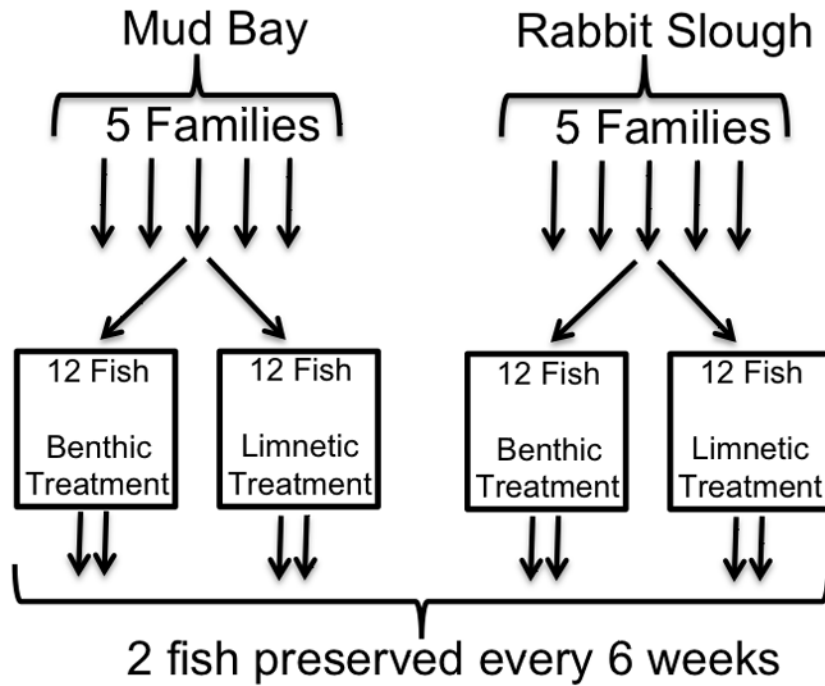 Mud Bay
Rabbit Slough
5 Families
5 Families
12 Fish
Benthic
Treatment
12 Fish
Limnetic
Treatment
12 Fish
Benthic
Treatment
12 Fish
Limnetic
Treatment
2 fish preserved every 6 weeks